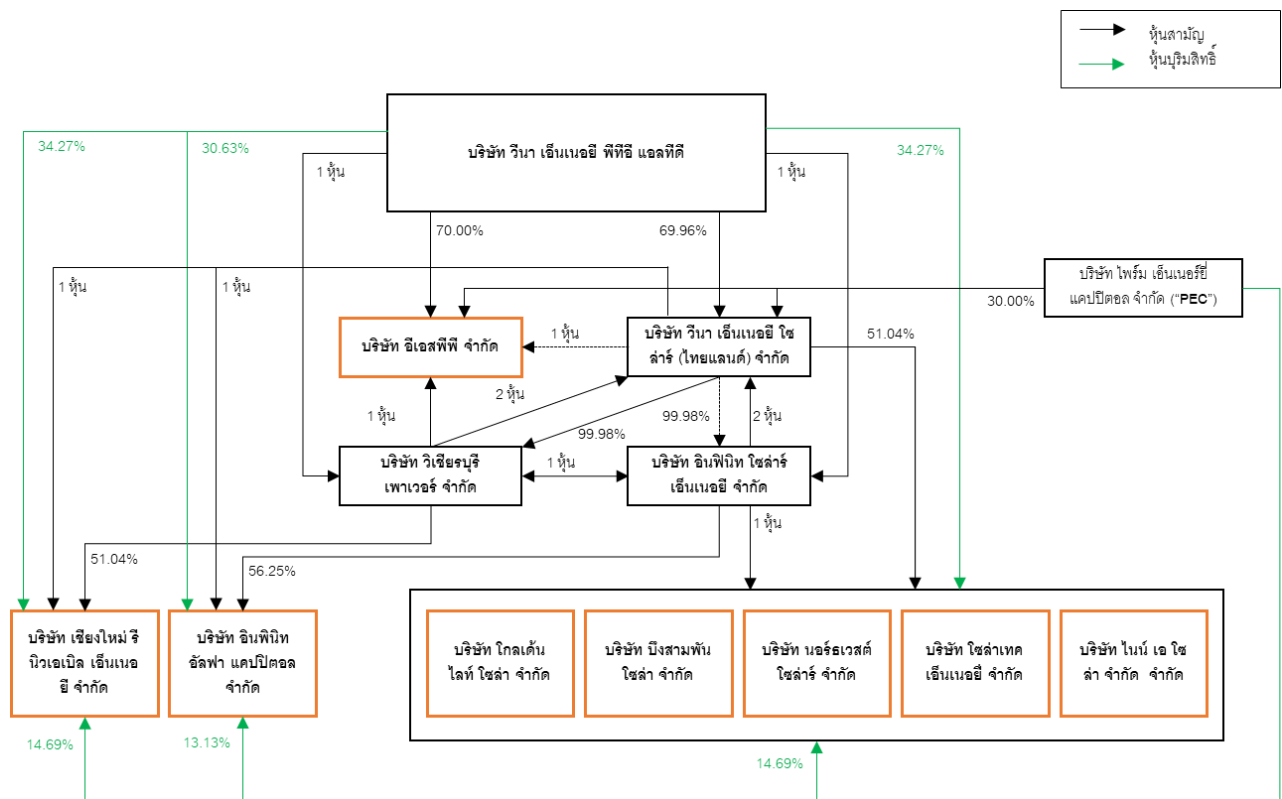 หุ้นสามัญ
หุ้นบุริมสิทธิ์
34.27%
30.63%
1 หุ้น
บริษัท วีนา เอ็นเนอยี พีทีอี แอลทีดี
1 หุ้น
34.27%
70.00%
69.96%
1 หุ้น
1 หุ้น
บริษัท ไพร์ม เอ็นเนอร์ยี่
แคปปิตอล จำกัด (“PEC”)
30.00%
บริษัท อีเอสพีพี จำกัด
1 หุ้น
บริษัท วีนา เอ็นเนอยี โซ
ล่าร์ (ไทยแลนด์) จำกัด
51.04%
1 หุ้น
2 หุ้น
99.98%
99.98%
2 หุ้น
บริษัท วิเชียรบุรี
เพาเวอร์ จำกัด
1 หุ้น
บริษัท อินฟินิท โซล่าร์
เอ็นเนอยี จำกัด
1 หุ้น
51.04%
56.25%
บริษัท เชียงใหม่ รี
นิวเอเบิล เอ็นเนอ
ยี จำกัด
บริษัท อินพินิท
อัลฟา แคปปิตอล
จำกัด
บริษัท โกลเด้น
ไลท์ โซล่า จำกัด
บริษัท บึงสามพัน
โซล่า จำกัด
บริษัท นอร์ธเวสต์
โซล่าร์ จำกัด
บริษัท โซล่าเทค
เอ็นเนอยี่ จำกัด
บริษัท ไนน์ เอ โซ
ล่า จำกัด จำกัด
14.69%
13.13%
14.69%